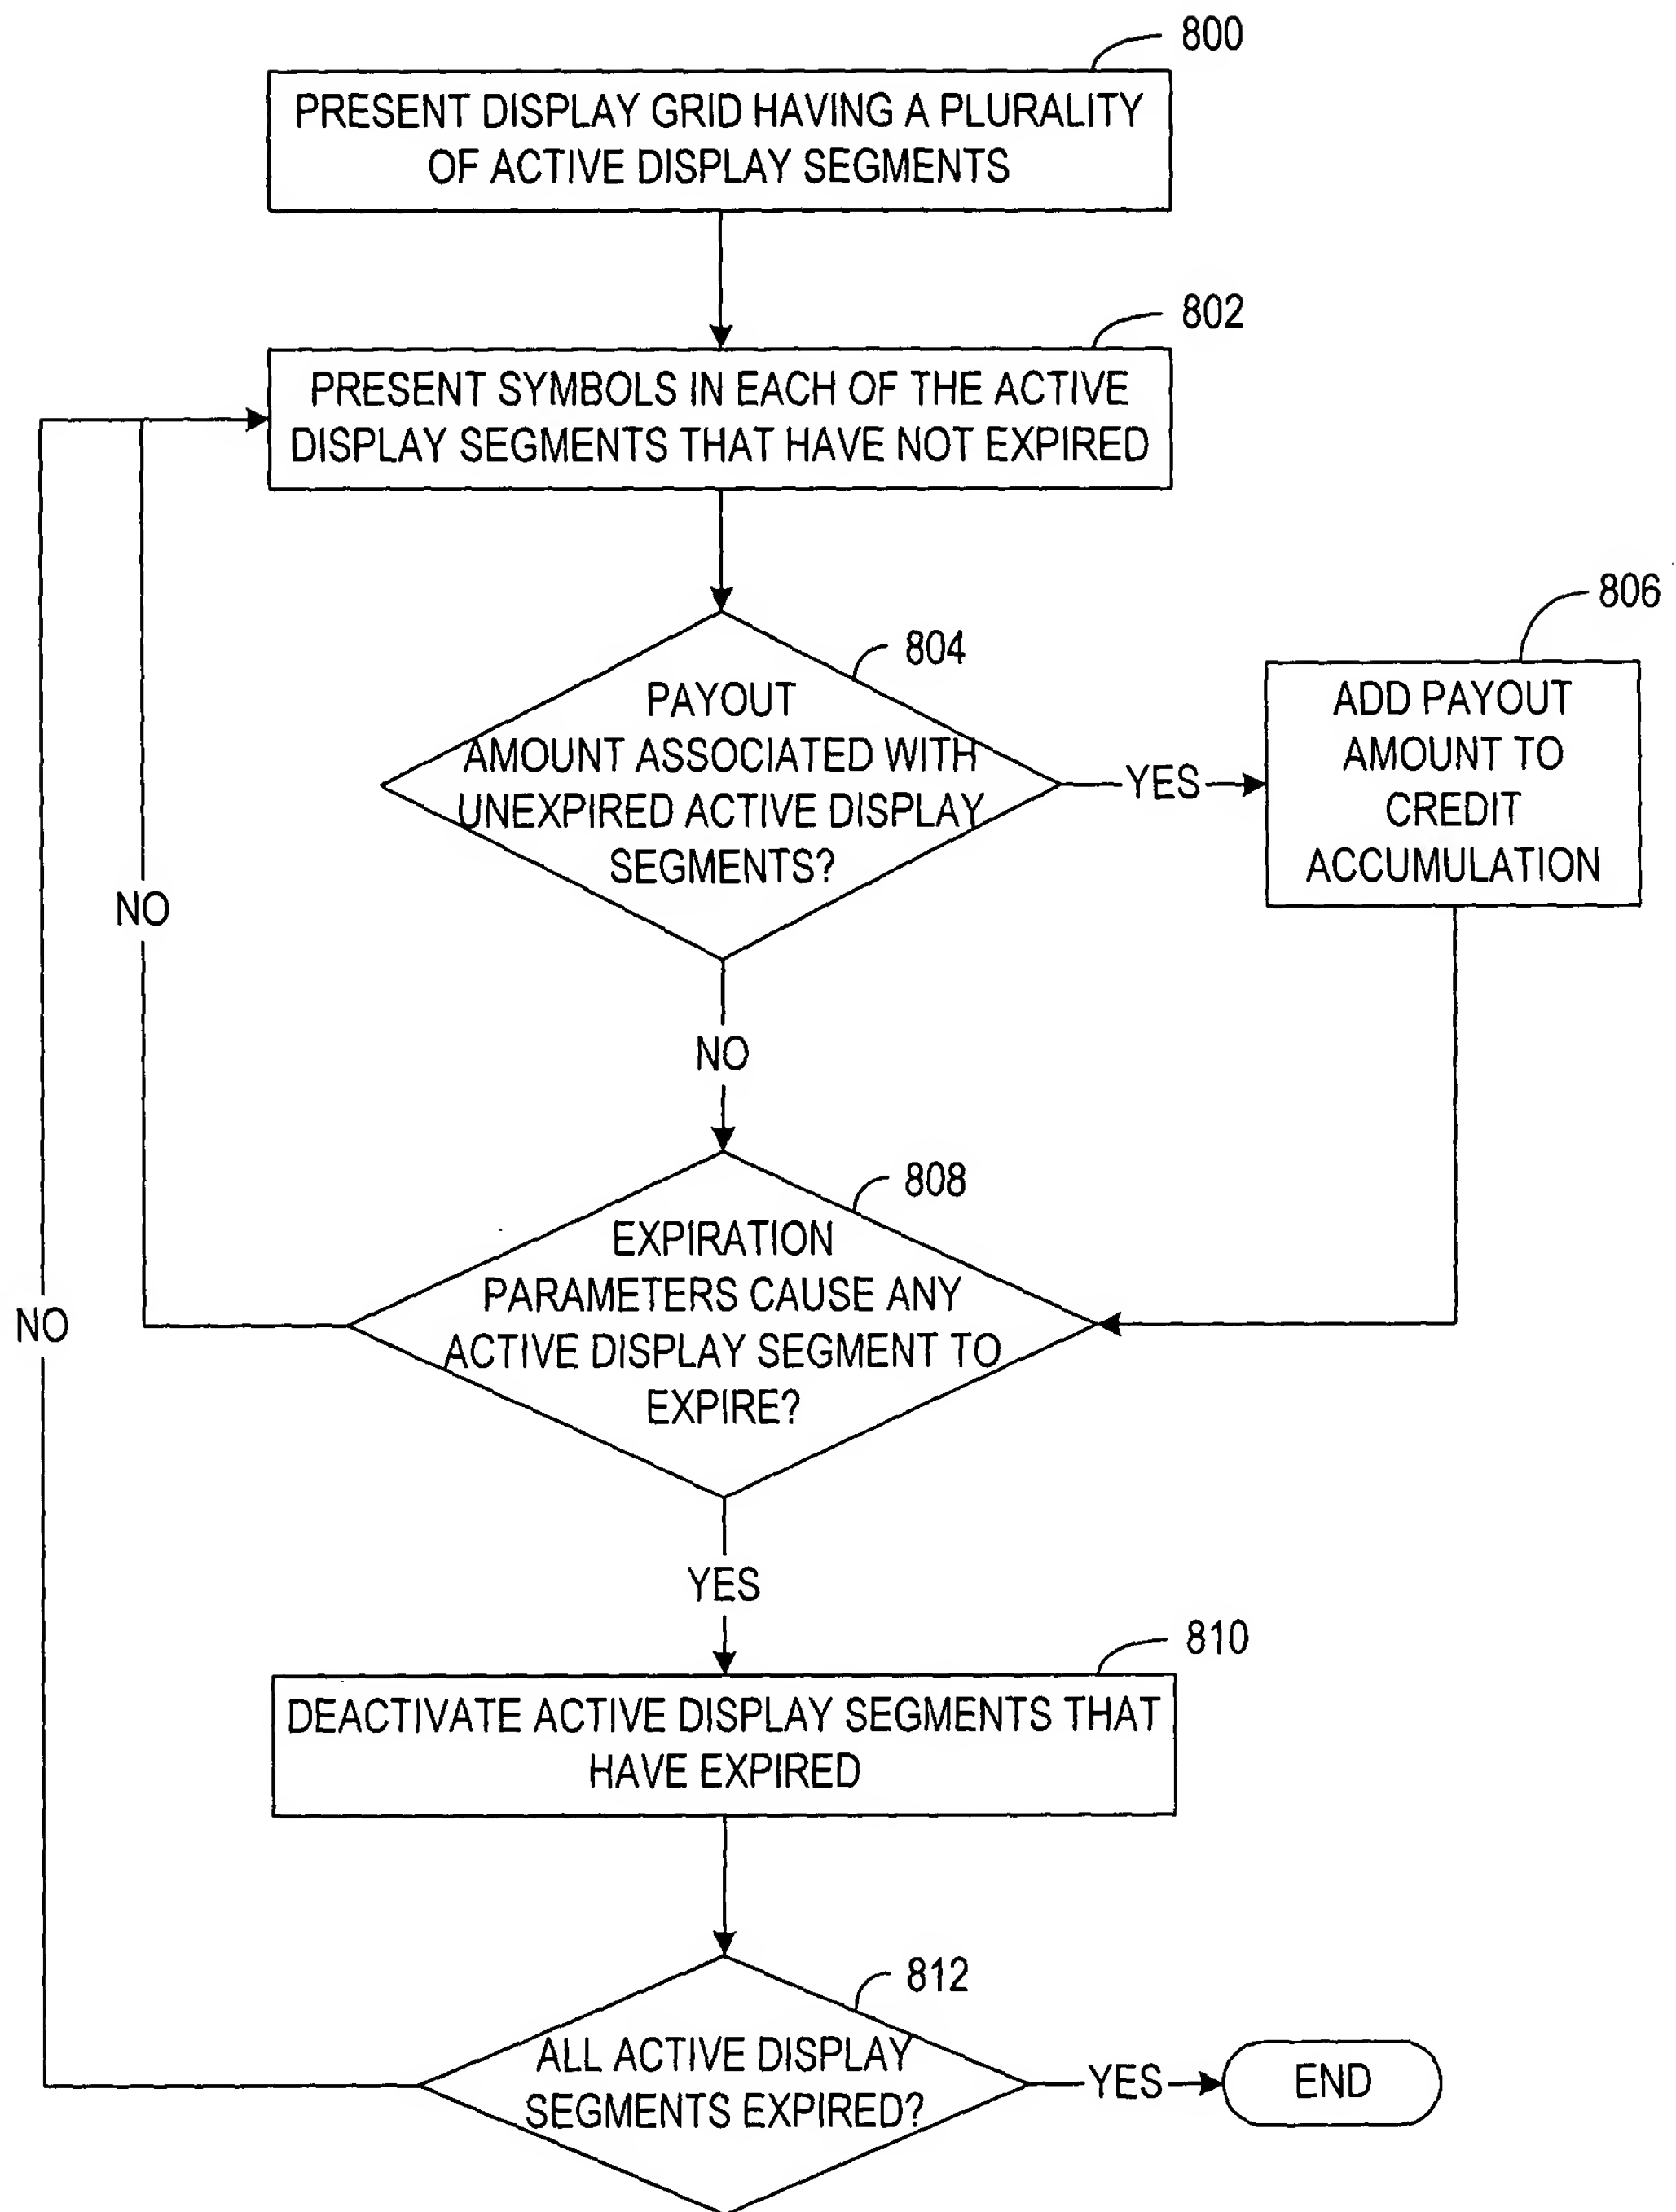 800
PRESENT DISPLAY GRID HAVING A PLURALITY
OF ACTIVE DISPLAY SEGMENTS
802
PRESENT SYMBOLS IN EACH OF THE ACTIVE
DISPLAY SEGMENTS THAT HAVE NOT EXPIRED
804
PAYOUT
AMOUNT ASSOCIATED WITH
UNEXPIRED ACTIVE DISPLAY
SEGMENTS?
YES
806
ADD PAYOUT
AMOUNT TO
CREDIT
ACCUMULATION
NO
NO
808
EXPIRATION
PARAMETERS CAUSE ANY
ACTIVE DISPLAY SEGMENT TO
EXPIRE?
NO
YES
810
DEACTIVATE ACTIVE DISPLAY SEGMENTS THAT
HAVE EXPIRED
812
ALL ACTIVE DISPLAY
SEGMENTS EXPIRED?
YES
END